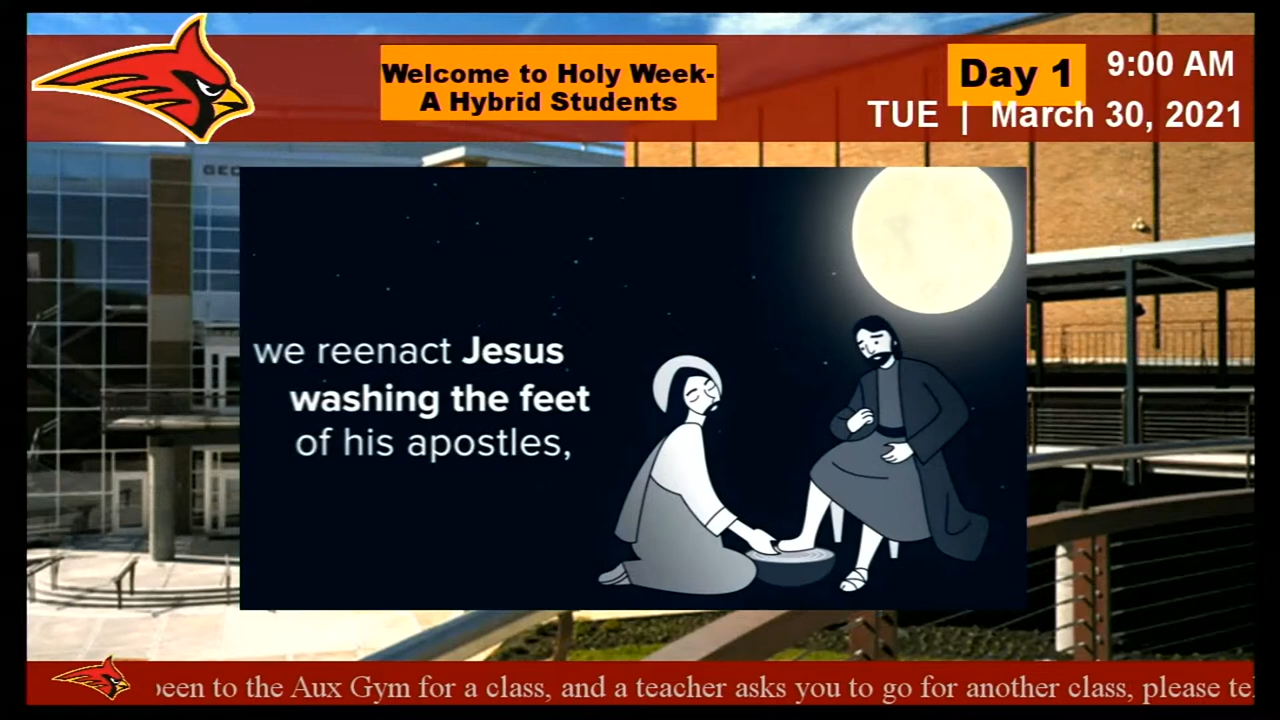 Welcome to Holy Week-
A Hybrid Students
Day 1
9:00 AM
TUE | March 30, 2021
we reenact Jesus
washing the feet
of his apostles,
to the Aux Gym for a class, and a teacher asks you to go for another class, please